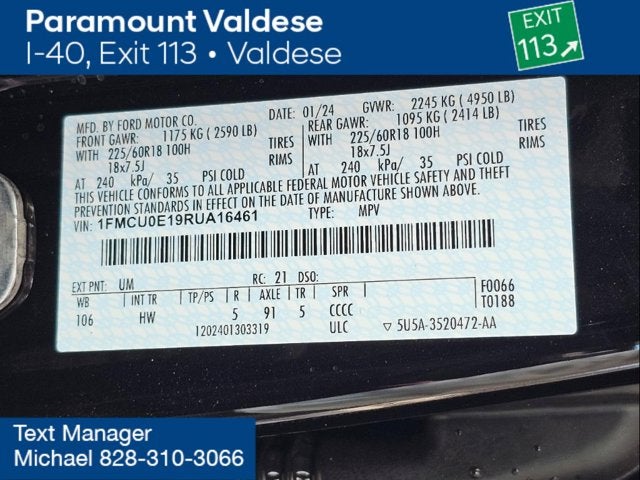 Paramount Valdese
I-40, Exit 113 • Valdese
EXIT
113
MFD. BY FORD MOTOR CO.
DATE: 01/24
GVWR: 2245 KG ( 4950 LB)
FRONT GAWR: 1175 KG ( 2590 LB)
REAR GAWR: 1095 KG ( 2414 LB)
WITH 225/60R18 100H TIRES
WITH 225/60R18 100H TIRES
18x7.5J RIMS
18x7.5J RIMS
AT 240 kPa/ 35 PSI COLD
AT 240 kPa/ 35 PSI COLD
THIS VEHICLE CONFORMS TO ALL APPLICABLE FEDERAL MOTOR VEHICLE SAFETY AND THEFT
PREVENTION STANDARDS IN EFFECT ON THE DATE OF MANUFACTURE SHOWN ABOVE.
VIN: 1FMCU0E19RUA16461
TYPE: MPV
EXT PNT: UM RC: 21 DSO:
WB INT TR TP/PS R AXLE TR SPR
106 HW 5 91 5 CCCC
1202401303319 ULC
F0066
T0188
▽ 5U5A-3520472-AA
Text Manager
Michael 828-310-3066